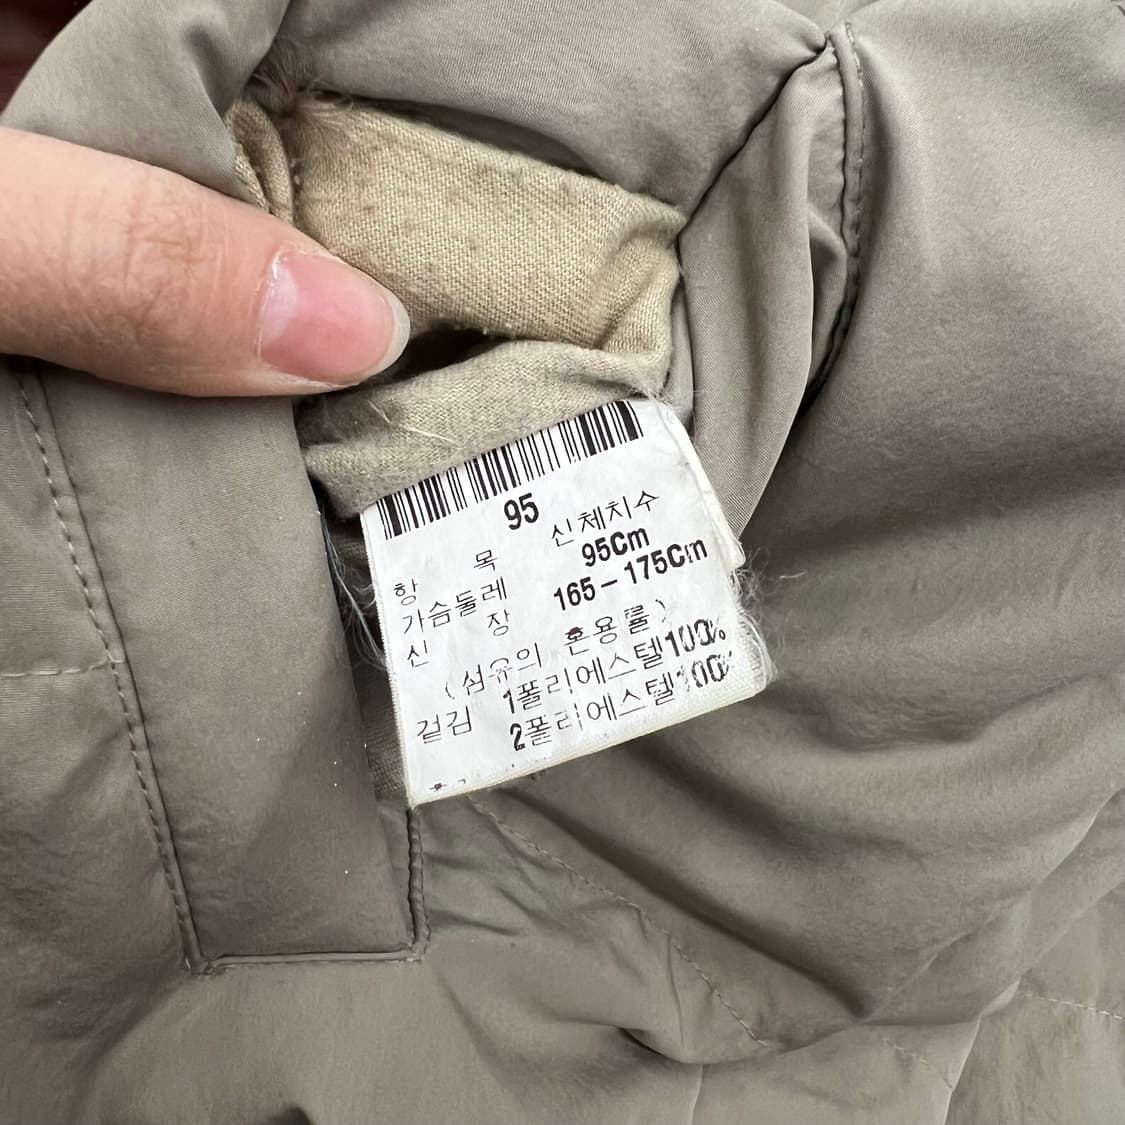 95
항 목 신체치수
가슴둘레 95Cm
신 장 165-175Cm
(섬유의 혼용률)
겉감 1폴리에스텔100%
2폴리에스텔100%